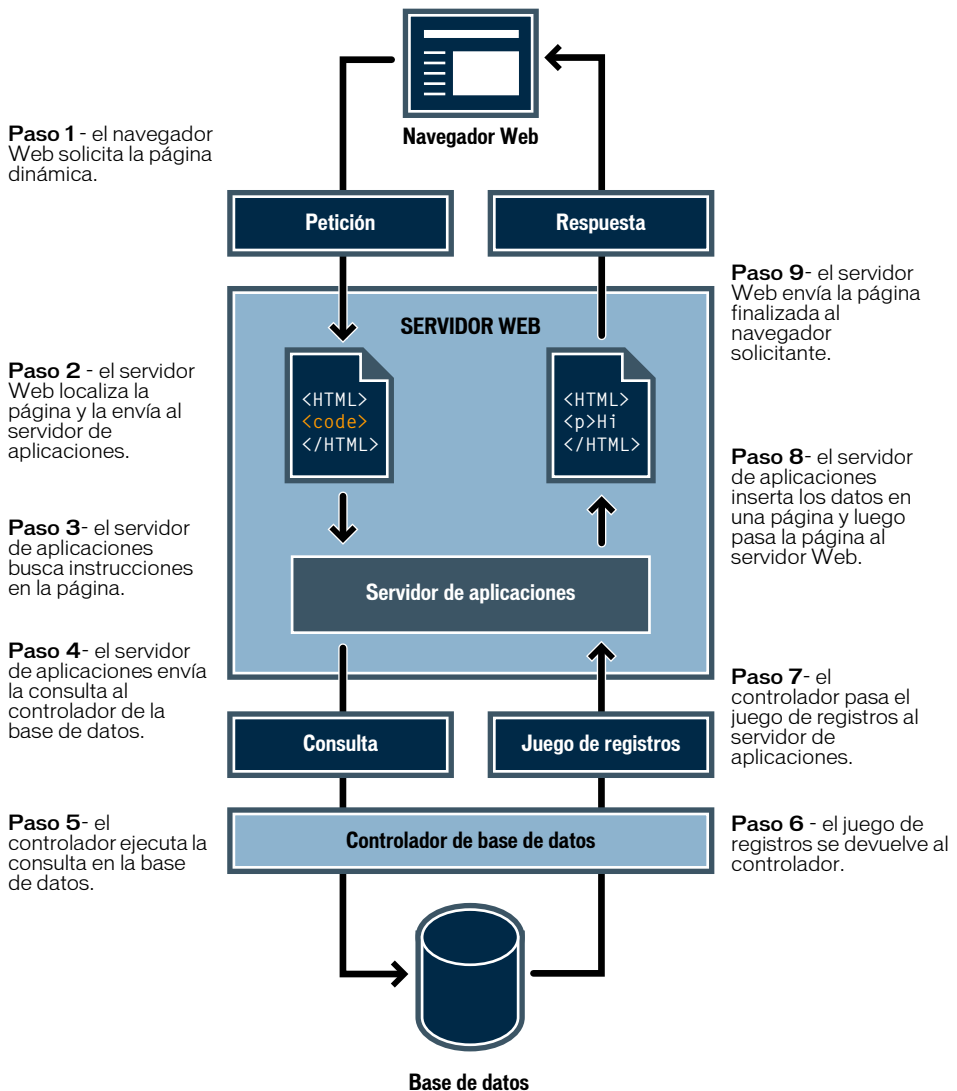 Navegador Web
Paso 1 - el navegador
Web solicita la página
dinámica.
Petición
Respuesta
Paso 9- el servidor
Web envía la página
finalizada al
navegador
solicitante.
SERVIDOR WEB
Paso 2 - el servidor
Web localiza la
página y la envía al
servidor de
aplicaciones.
<HTML>
<code>
</HTML>
<HTML>
<p>Hi
</HTML>
Paso 8- el servidor
de aplicaciones
inserta los datos en
una página y luego
pasa la página al
servidor Web.
Paso 3- el servidor
de aplicaciones
busca instrucciones
en la página.
Servidor de aplicaciones
Paso 4- el servidor
de aplicaciones envía
la consulta al
controlador de la
base de datos.
Paso 7- el
controlador pasa el
juego de registros al
servidor de
aplicaciones.
Consulta
Juego de registros
Paso 5- el
controlador ejecuta la
consulta en la base
de datos.
Controlador de base de datos
Paso 6 - el juego de
registros se devuelve al
controlador.
Base de datos